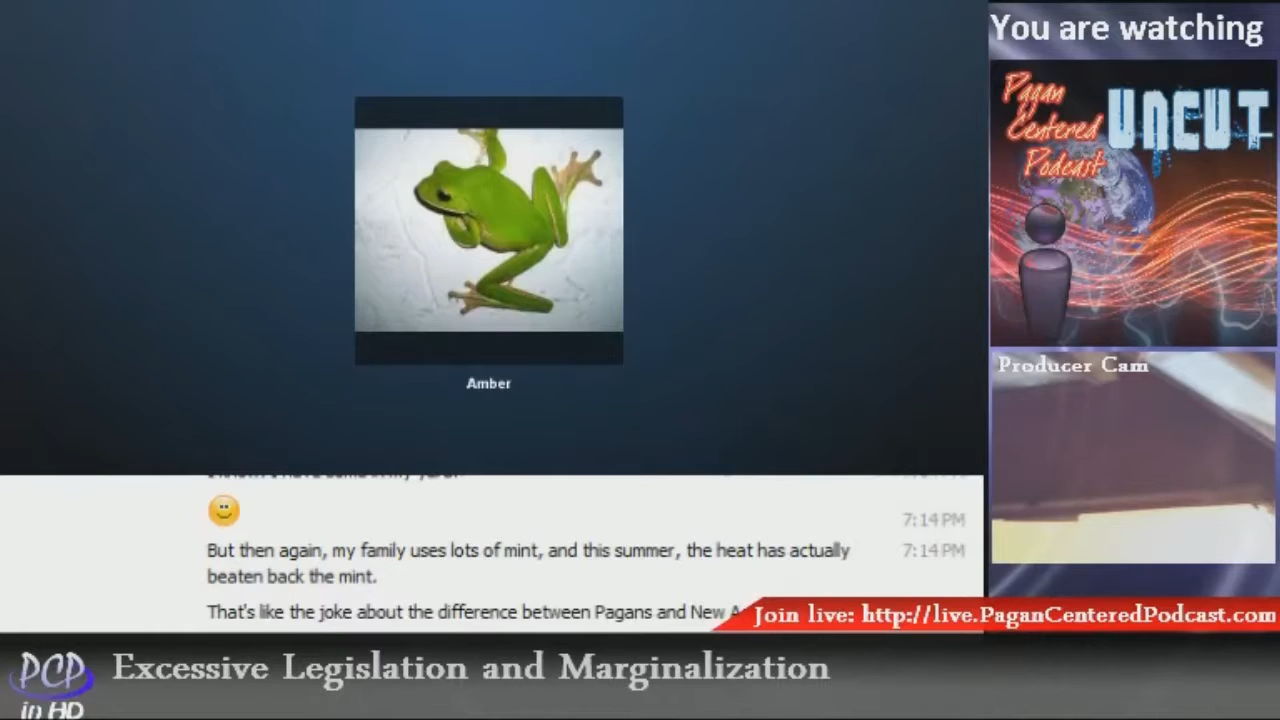 You are watching
Pagan
Centered
Podcast
UNCUT
Producer Cam
Amber
7:14 PM
But then again, my family uses lots of mint, and this summer, the heat has actually
7:14 PM
beaten back the mint.
That's like the joke about the difference between Pagans and New
Join live: http://live.PaganCenteredPodcast.com
PCP
in HD
Excessive Legislation and Marginalization